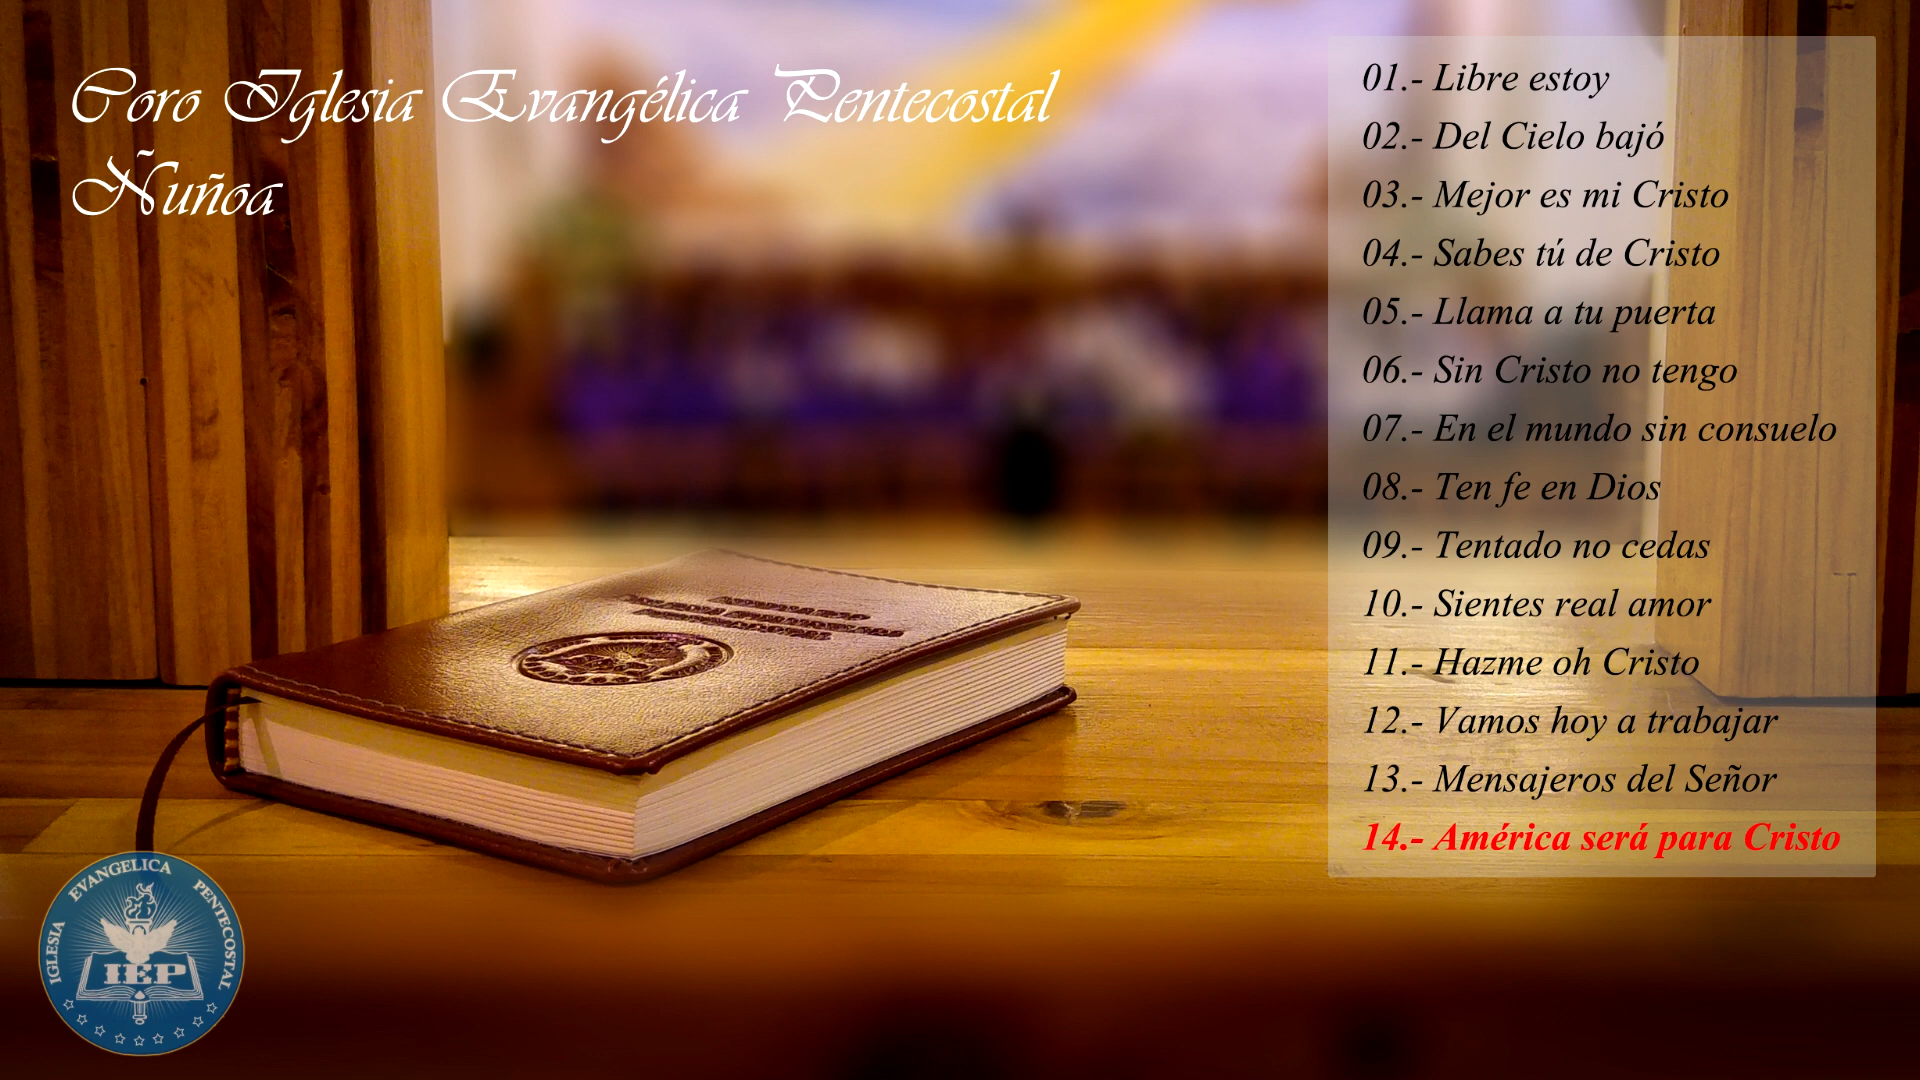 Coro Iglesia Evangélica Pentecostal
Ñuñoa
01.- Libre estoy
02.- Del Cielo bajó
03.- Mejor es mi Cristo
04.- Sabes tú de Cristo
05.- Llama a tu puerta
06.- Sin Cristo no tengo
07.- En el mundo sin consuelo
08.- Ten fe en Dios
09.- Tentado no cedas
10.- Sientes real amor
11.- Hazme oh Cristo
12.- Vamos hoy a trabajar
13.- Mensajeros del Señor
14.- América será para Cristo
IGLESIA EVANGELICA PENTECOSTAL
IEP